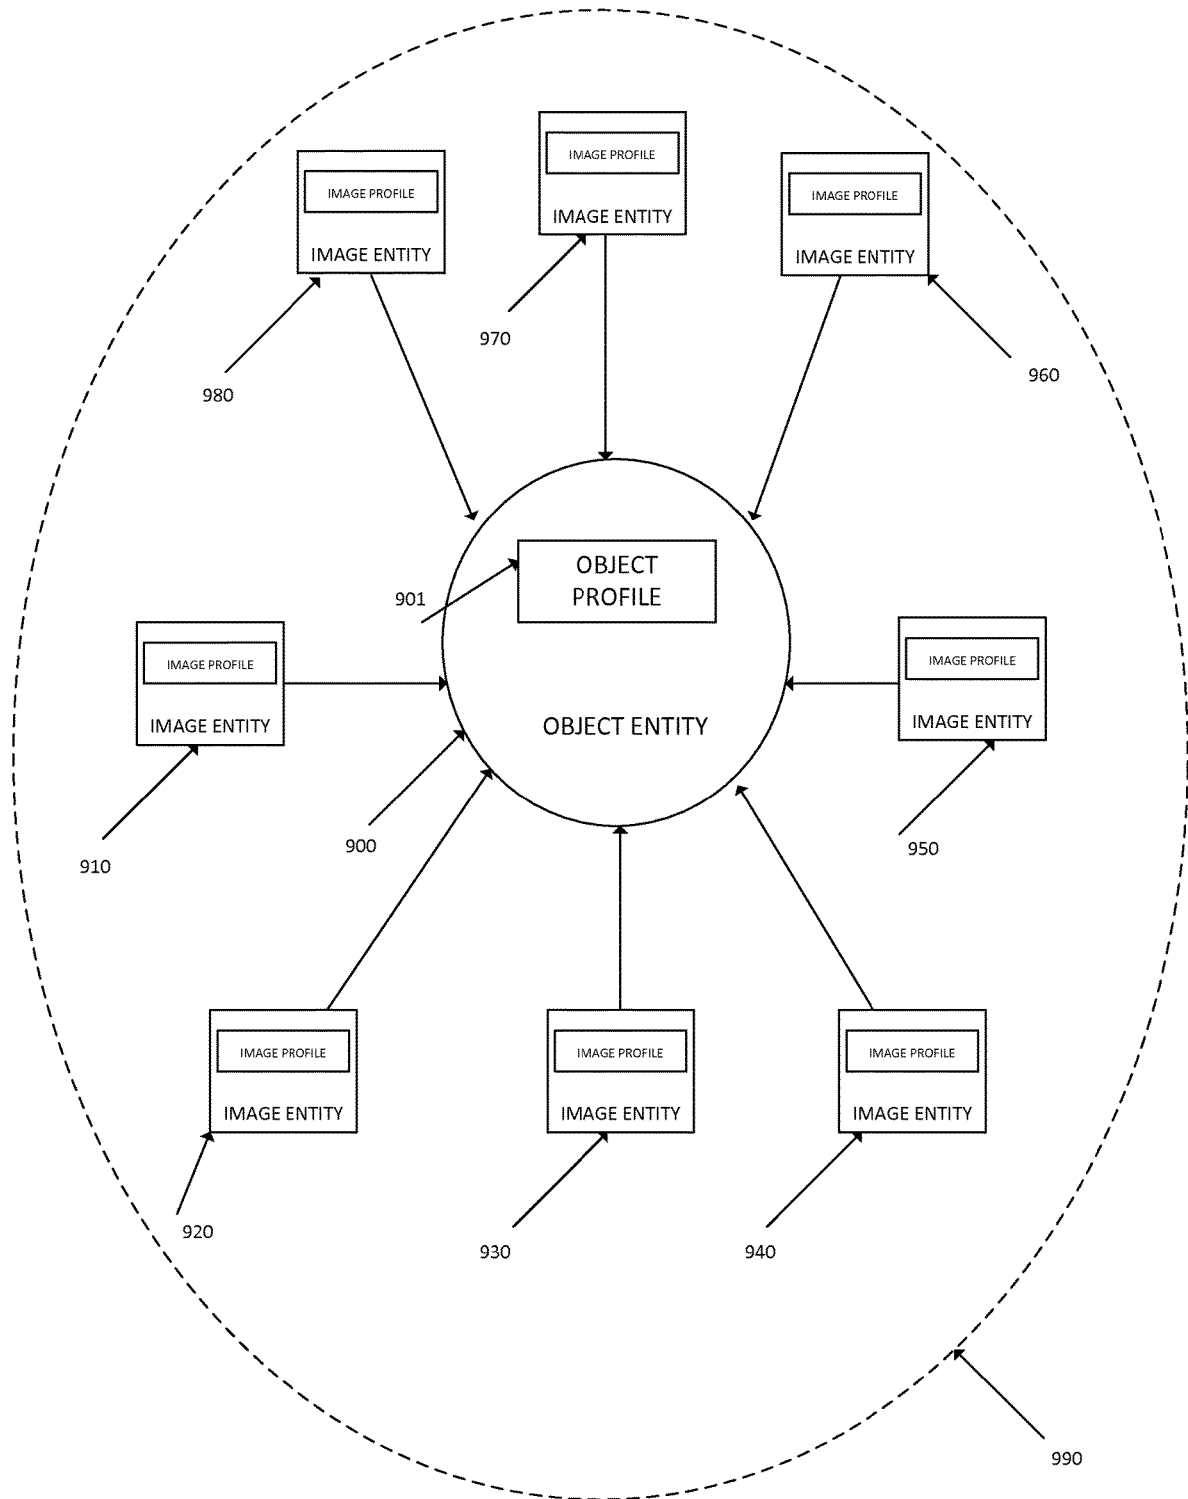 IMAGE PROFILE
IMAGE ENTITY
970
IMAGE PROFILE
IMAGE ENTITY
980
IMAGE PROFILE
IMAGE ENTITY
960
OBJECT
PROFILE
901
OBJECT ENTITY
900
IMAGE PROFILE
IMAGE ENTITY
910
IMAGE PROFILE
IMAGE ENTITY
950
IMAGE PROFILE
IMAGE ENTITY
920
IMAGE PROFILE
IMAGE ENTITY
930
IMAGE PROFILE
IMAGE ENTITY
940
990